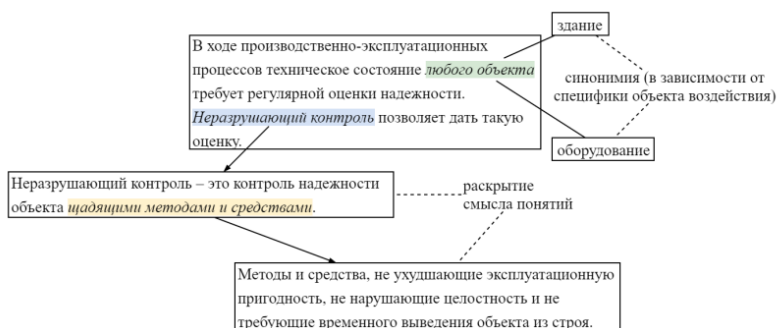 здание
В ходе производственно-эксплуатационных
процессов техническое состояние любого объекта
требует регулярной оценки надежности.
Неразрушающий контроль позволяет дать такую
оценку.
синонимия (в зависимости от
специфики объекта воздействия)
оборудование
Неразрушающий контроль – это контроль надежности
объекта щадящими методами и средствами.
раскрытие
смысла понятий
Методы и средства, не ухудшающие эксплуатационную
пригодность, не нарушающие целостность и не
требующие временного выведения объекта из строя.